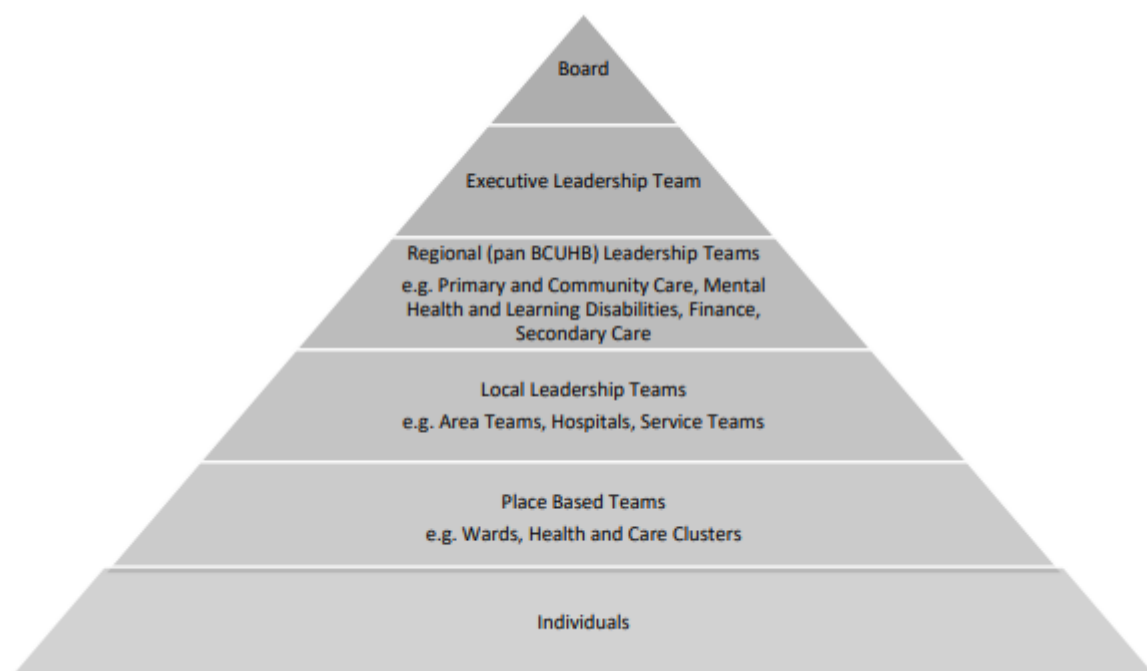 Board
Executive Leadership Team
Regional (pan BCUHB) Leadership Teams
e.g. Primary and Community Care, Mental
Health and Learning Disabilities, Finance,
Secondary Care
Local Leadership Teams
e.g. Area Teams, Hospitals, Service Teams
Place Based Teams
e.g. Wards, Health and Care Clusters
Individuals